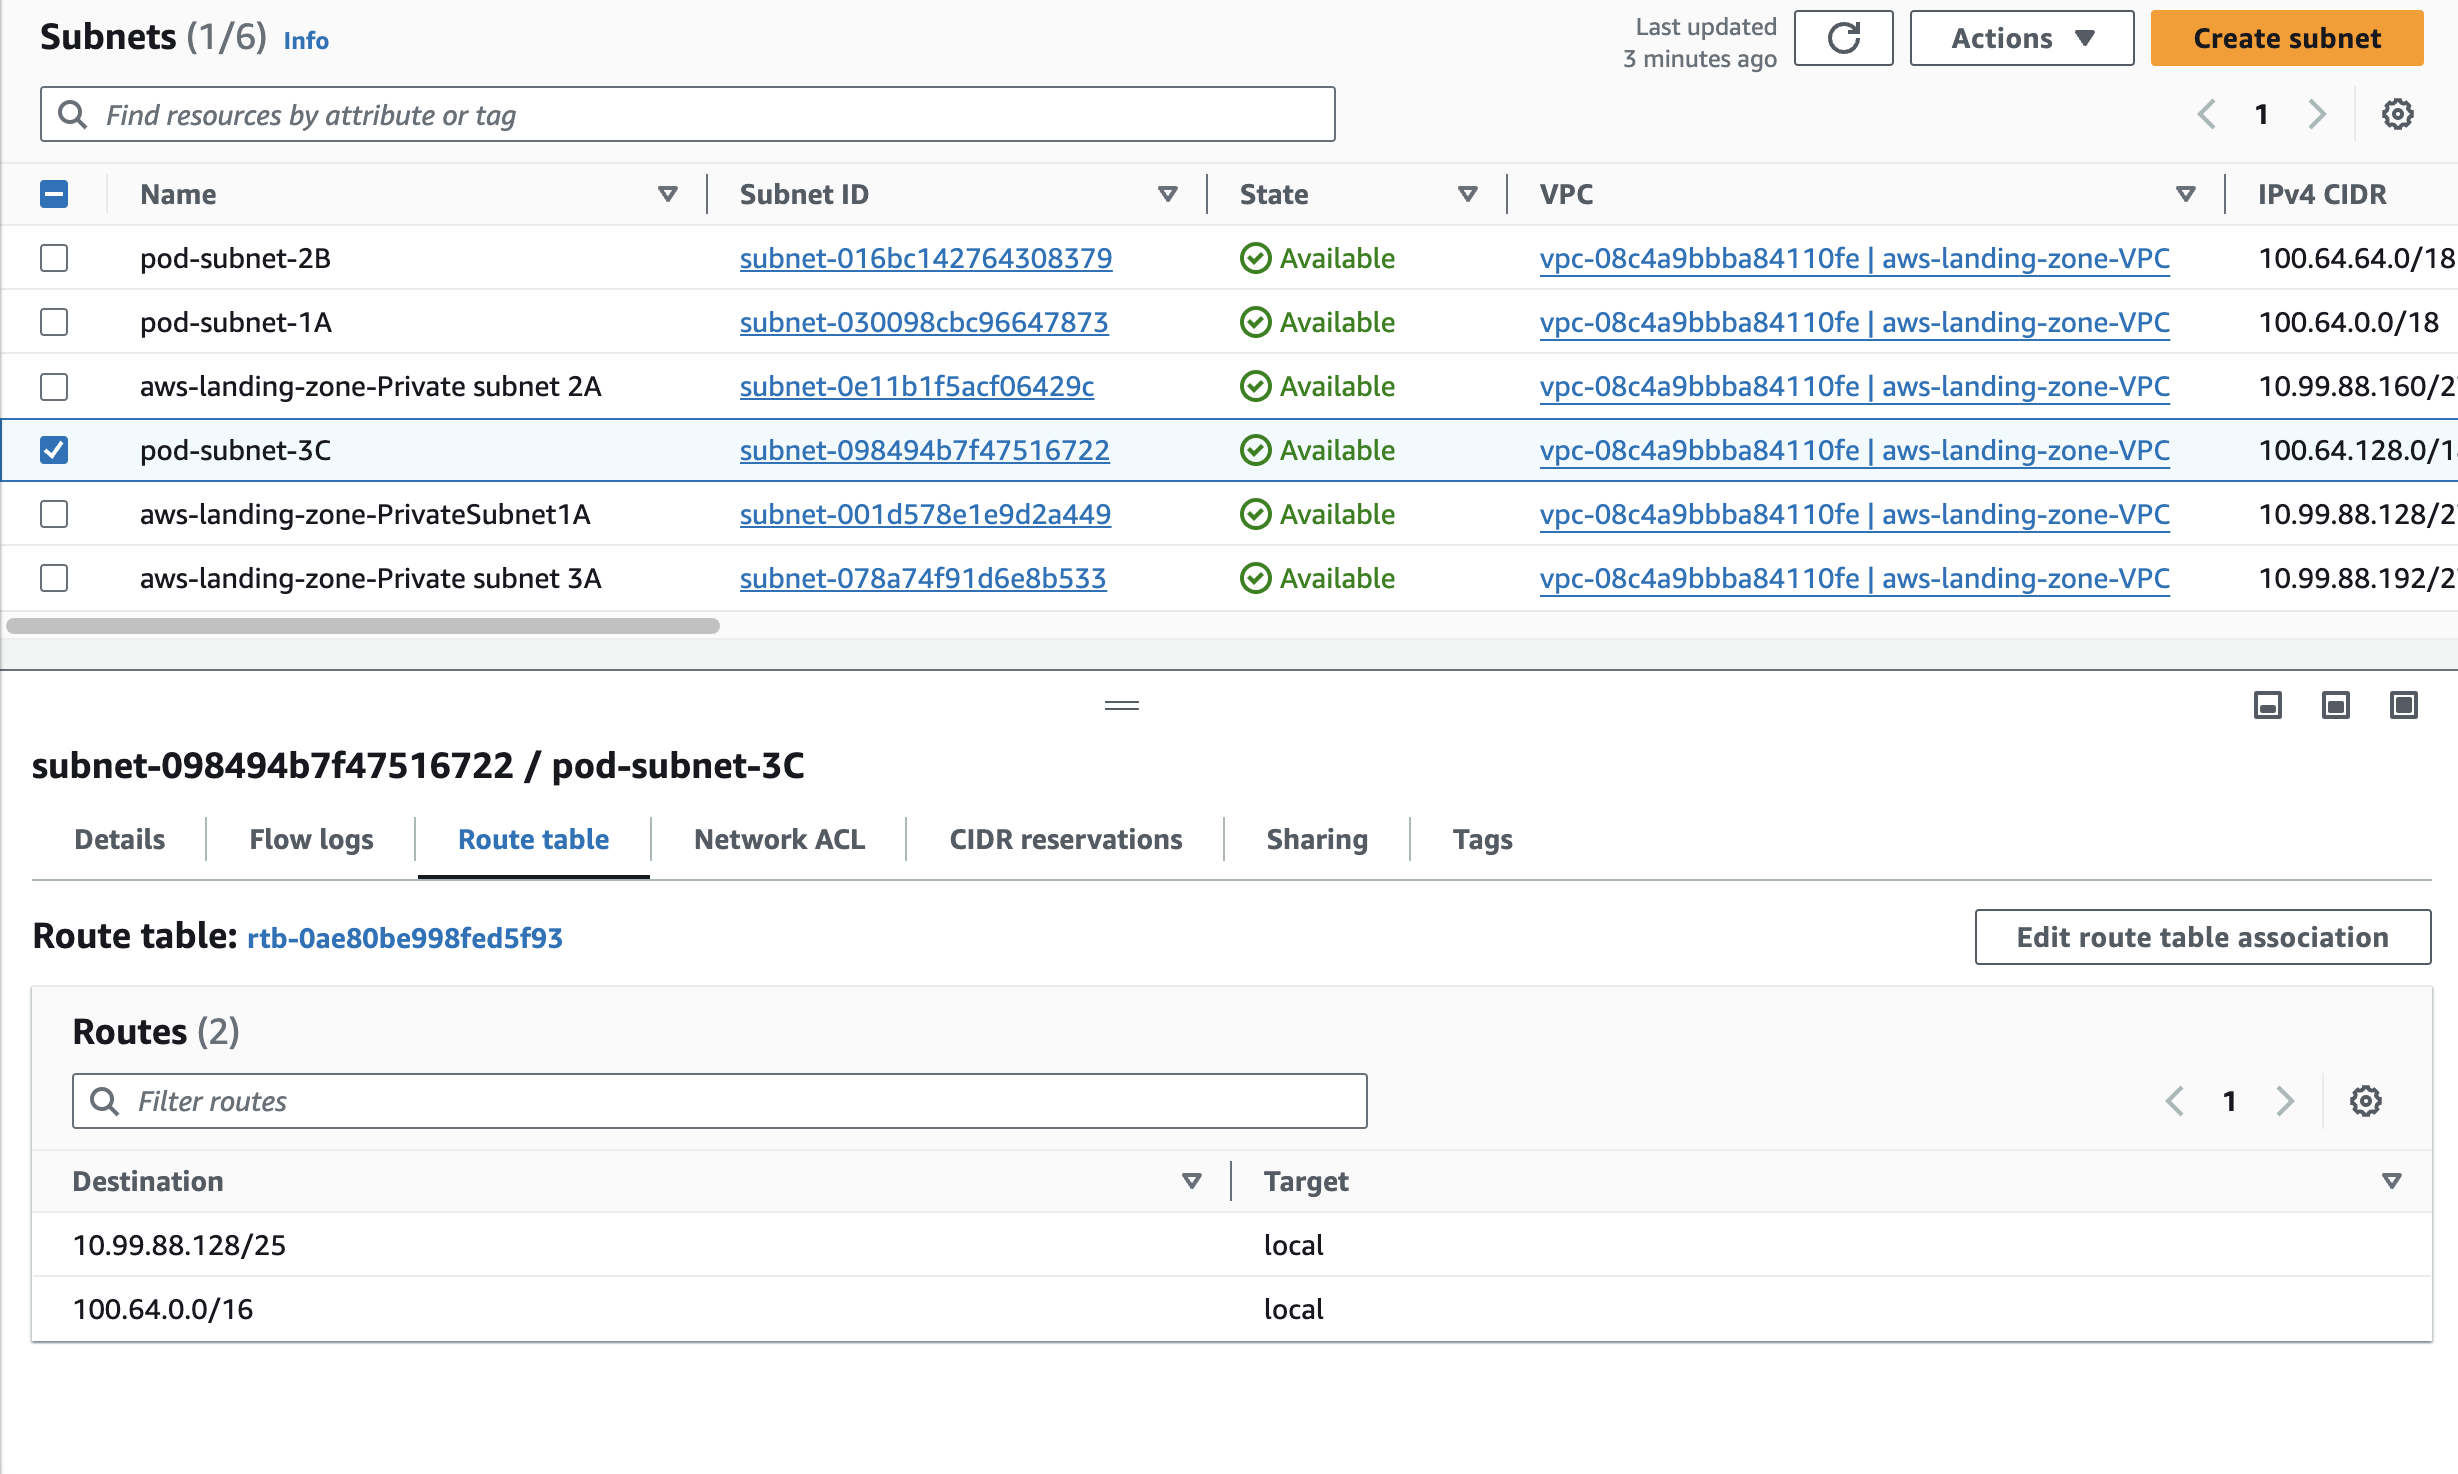 Subnets (1/6) Info
Last updated
3 minutes ago
Actions
Create subnet
Find resources by attribute or tag
1
Name Subnet ID State VPC IPv4 CIDR
pod-subnet-2B subnet-016bc142764308379 Available vpc-08c4a9bbba84110fe | aws-landing-zone-VPC 100.64.64.0/18
pod-subnet-1A subnet-030098cbc96647873 Available vpc-08c4a9bbba84110fe | aws-landing-zone-VPC 100.64.0.0/18
aws-landing-zone-Private subnet 2A subnet-0e11b1f5acf06429c Available vpc-08c4a9bbba84110fe | aws-landing-zone-VPC 10.99.88.160/2
pod-subnet-3C subnet-098494b7f47516722 Available vpc-08c4a9bbba84110fe | aws-landing-zone-VPC 100.64.128.0/1
aws-landing-zone-PrivateSubnet1A subnet-001d578e1e9d2a449 Available vpc-08c4a9bbba84110fe | aws-landing-zone-VPC 10.99.88.128/2
aws-landing-zone-Private subnet 3A subnet-078a74f91d6e8b533 Available vpc-08c4a9bbba84110fe | aws-landing-zone-VPC 10.99.88.192/2
subnet-098494b7f47516722 / pod-subnet-3C
Details Flow logs Route table Network ACL CIDR reservations Sharing Tags
Route table: rtb-0ae80be998fed5f93
Edit route table association
Routes (2)
Filter routes
1
Destination Target
10.99.88.128/25 local
100.64.0.0/16 local